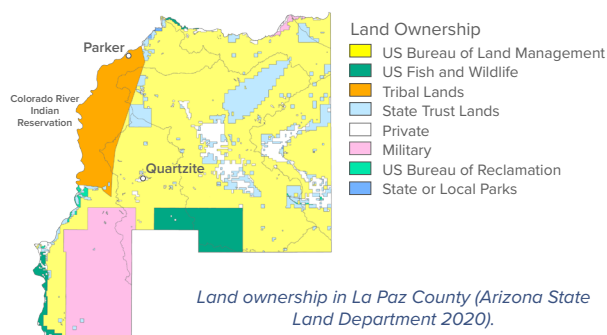 Parker
Colorado River
Indian
Reservation
Quartzite
Land Ownership
US Bureau of Land Management
US Fish and Wildlife
Tribal Lands
State Trust Lands
Private
Military
US Bureau of Reclamation
State or Local Parks
Land ownership in La Paz County (Arizona State
Land Department 2020).